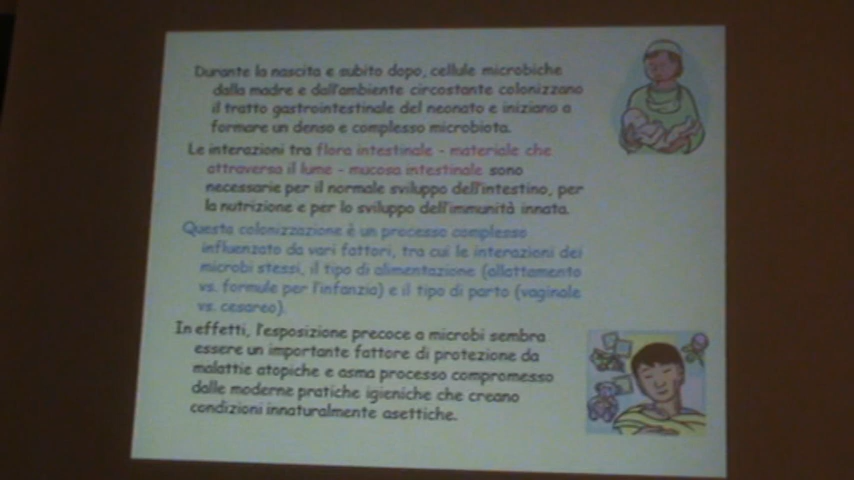 Durante la nascita e subito dopo, cellule microbiche
dalla madre e dall'ambiente circostante colonizzano
il tratto gastrointestinale del neonato e iniziano a
formare un denso e complesso microbiota.
Le interazioni tra flora intestinale - materiale che
attraversa il lume - mucosa intestinale sono
necessarie per il normale sviluppo dell'intestino, per
la nutrizione e per lo sviluppo dell'immunità innata.
Questa colonizzazione è un processo complesso
influenzato da vari fattori, tra cui le interazioni dei
microbi stessi, il tipo di alimentazione (allattamento
vs. formule per l'infanzia) e il tipo di parto (vaginale
vs. cesareo).
In effetti, l'esposizione precoce a microbi sembra
essere un importante fattore di protezione da
malattie atopiche e asma processo compromesso
dalle moderne pratiche igieniche che creano
condizioni innaturalmente asettiche.